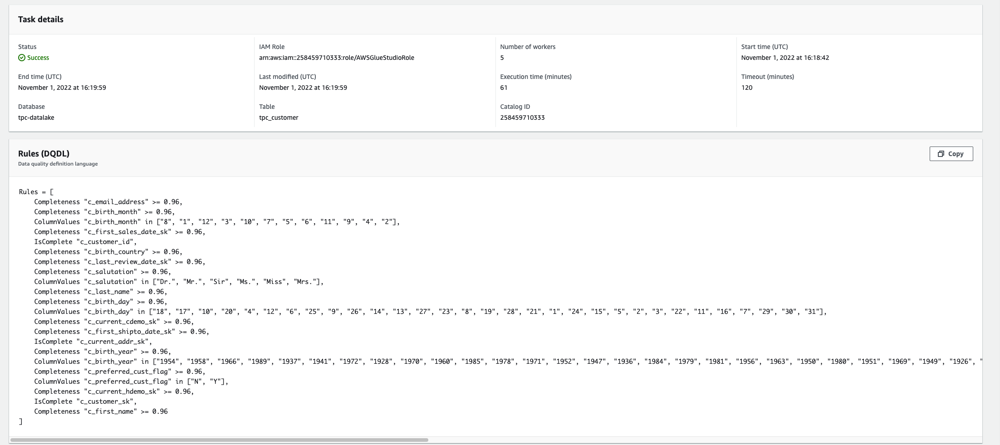 Task details
Status
Success
IAM Role
arn:aws:iam::258459710333:role/AWSGlueStudioRole
Number of workers
5
Start time (UTC)
November 1, 2022 at 16:18:42
End time (UTC)
November 1, 2022 at 16:19:59
Last modified (UTC)
November 1, 2022 at 16:19:59
Execution time (minutes)
61
Timeout (minutes)
120
Database
tpc-datalake
Table
tpc_customer
Catalog ID
258459710333
Rules (DQDL)
Data quality definition language
Copy
Rules = [
Completeness "c_email_address" >= 0.96,
Completeness "c_birth_month" >= 0.96,
ColumnValues "c_birth_month" in ["8", "1", "12", "3", "10", "7", "5", "6", "11", "9", "4", "2"],
Completeness "c_first_sales_date_sk" >= 0.96,
IsComplete "c_customer_id",
Completeness "c_birth_country" >= 0.96,
Completeness "c_last_review_date_sk" >= 0.96,
Completeness "c_salutation" >= 0.96,
ColumnValues "c_salutation" in ["Dr.", "Mr.", "Sir", "Ms.", "Miss", "Mrs."],
Completeness "c_last_name" >= 0.96,
Completeness "c_birth_day" >= 0.96,
ColumnValues "c_birth_day" in ["18", "17", "10", "20", "4", "12", "6", "25", "9", "26", "14", "13", "27", "23", "8", "19", "28", "21", "1", "24", "15", "5", "2", "3", "22", "11", "16", "7", "29", "30", "31"],
Completeness "c_current_cdemo_sk" >= 0.96,
Completeness "c_first_shipto_date_sk" >= 0.96,
IsComplete "c_current_addr_sk",
Completeness "c_birth_year" >= 0.96,
ColumnValues "c_birth_year" in ["1954", "1958", "1966", "1989", "1937", "1941", "1972", "1928", "1970", "1960", "1985", "1978", "1971", "1952", "1947", "1936", "1984", "1979", "1981", "1956", "1963", "1950", "1980", "1951", "1969", "1949", "1926", "
Completeness "c_preferred_cust_flag" >= 0.96,
ColumnValues "c_preferred_cust_flag" in ["N", "Y"],
Completeness "c_current_hdemo_sk" >= 0.96,
IsComplete "c_customer_sk",
Completeness "c_first_name" >= 0.96
]